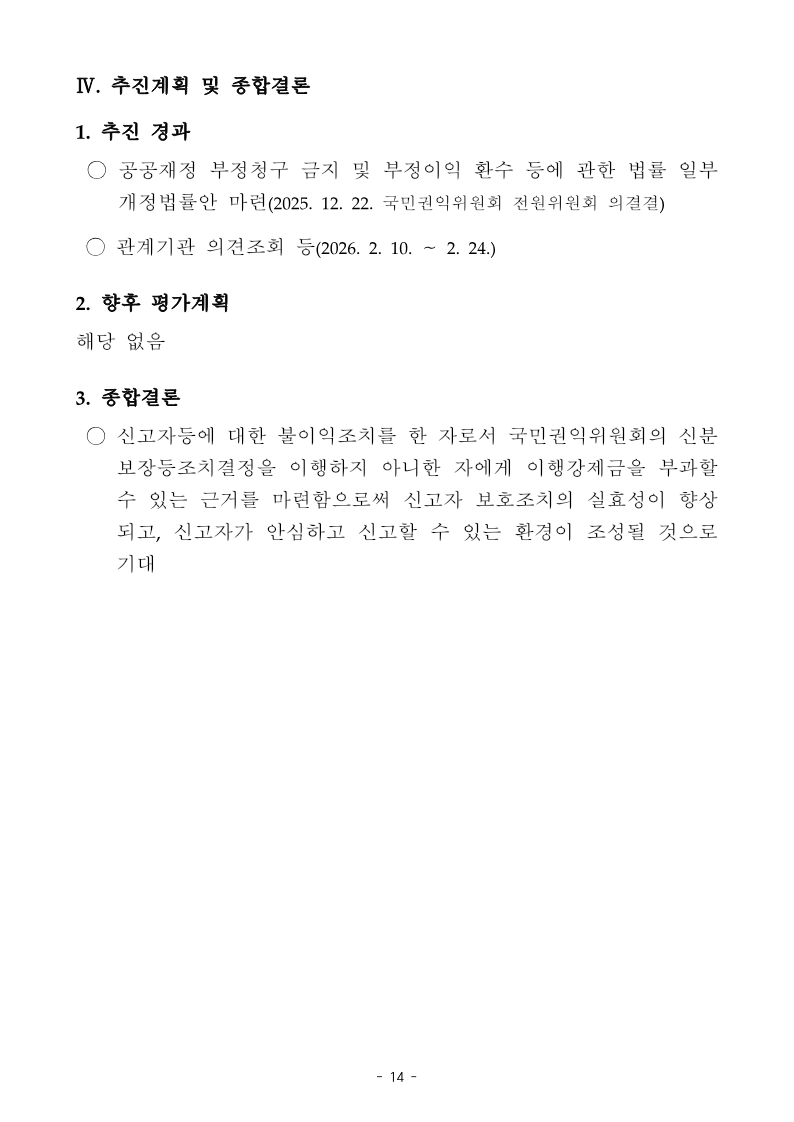 Ⅳ. 추진계획 및 종합결론
1. 추진 경과
○ 공공재정 부정청구 금지 및 부정이익 환수 등에 관한 법률 일부
개정법률안 마련(2025. 12. 22. 국민권익위원회 전원위원회 의결결)
○ 관계기관 의견조회 등(2026. 2. 10. ~ 2. 24.)
2. 향후 평가계획
해당 없음
3. 종합결론
○ 신고자등에 대한 불이익조치를 한 자로서 국민권익위원회의 신분
보장등조치결정을 이행하지 아니한 자에게 이행강제금을 부과할
수 있는 근거를 마련함으로써 신고자 보호조치의 실효성이 향상
되고, 신고자가 안심하고 신고할 수 있는 환경이 조성될 것으로
기대
- 14 -